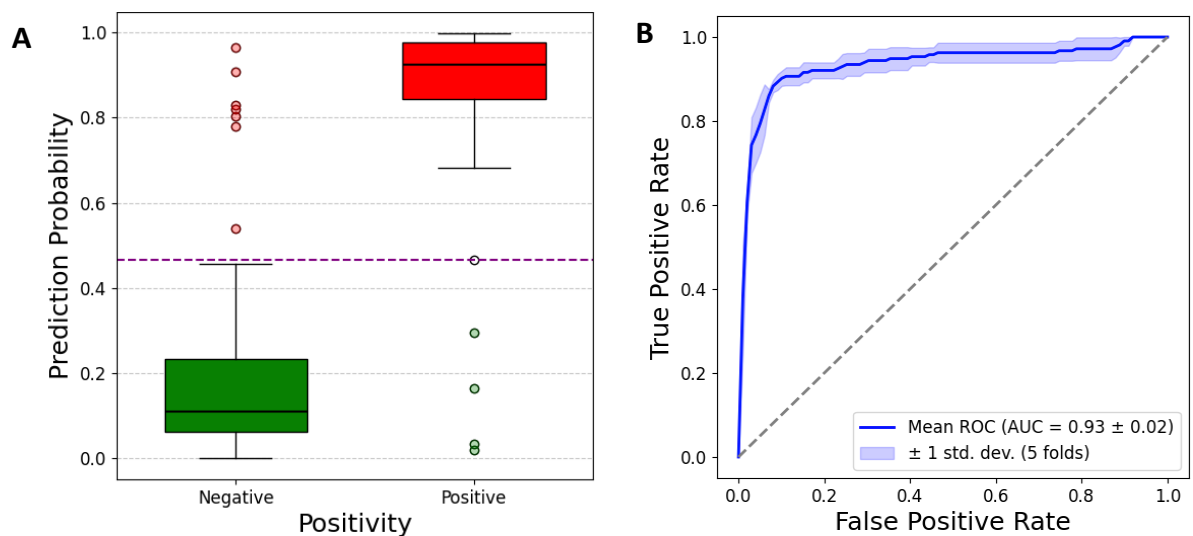 A
1.0
0.8
0.6
0.4
0.2
0.0
Prediction Probability
Negative
Positive
Positivity
B
1.0
0.8
0.6
0.4
0.2
0.0
True Positive Rate
Mean ROC (AUC = 0.93 ± 0.02)
± 1 std. dev. (5 folds)
0.0
0.2
0.4
0.6
0.8
1.0
False Positive Rate